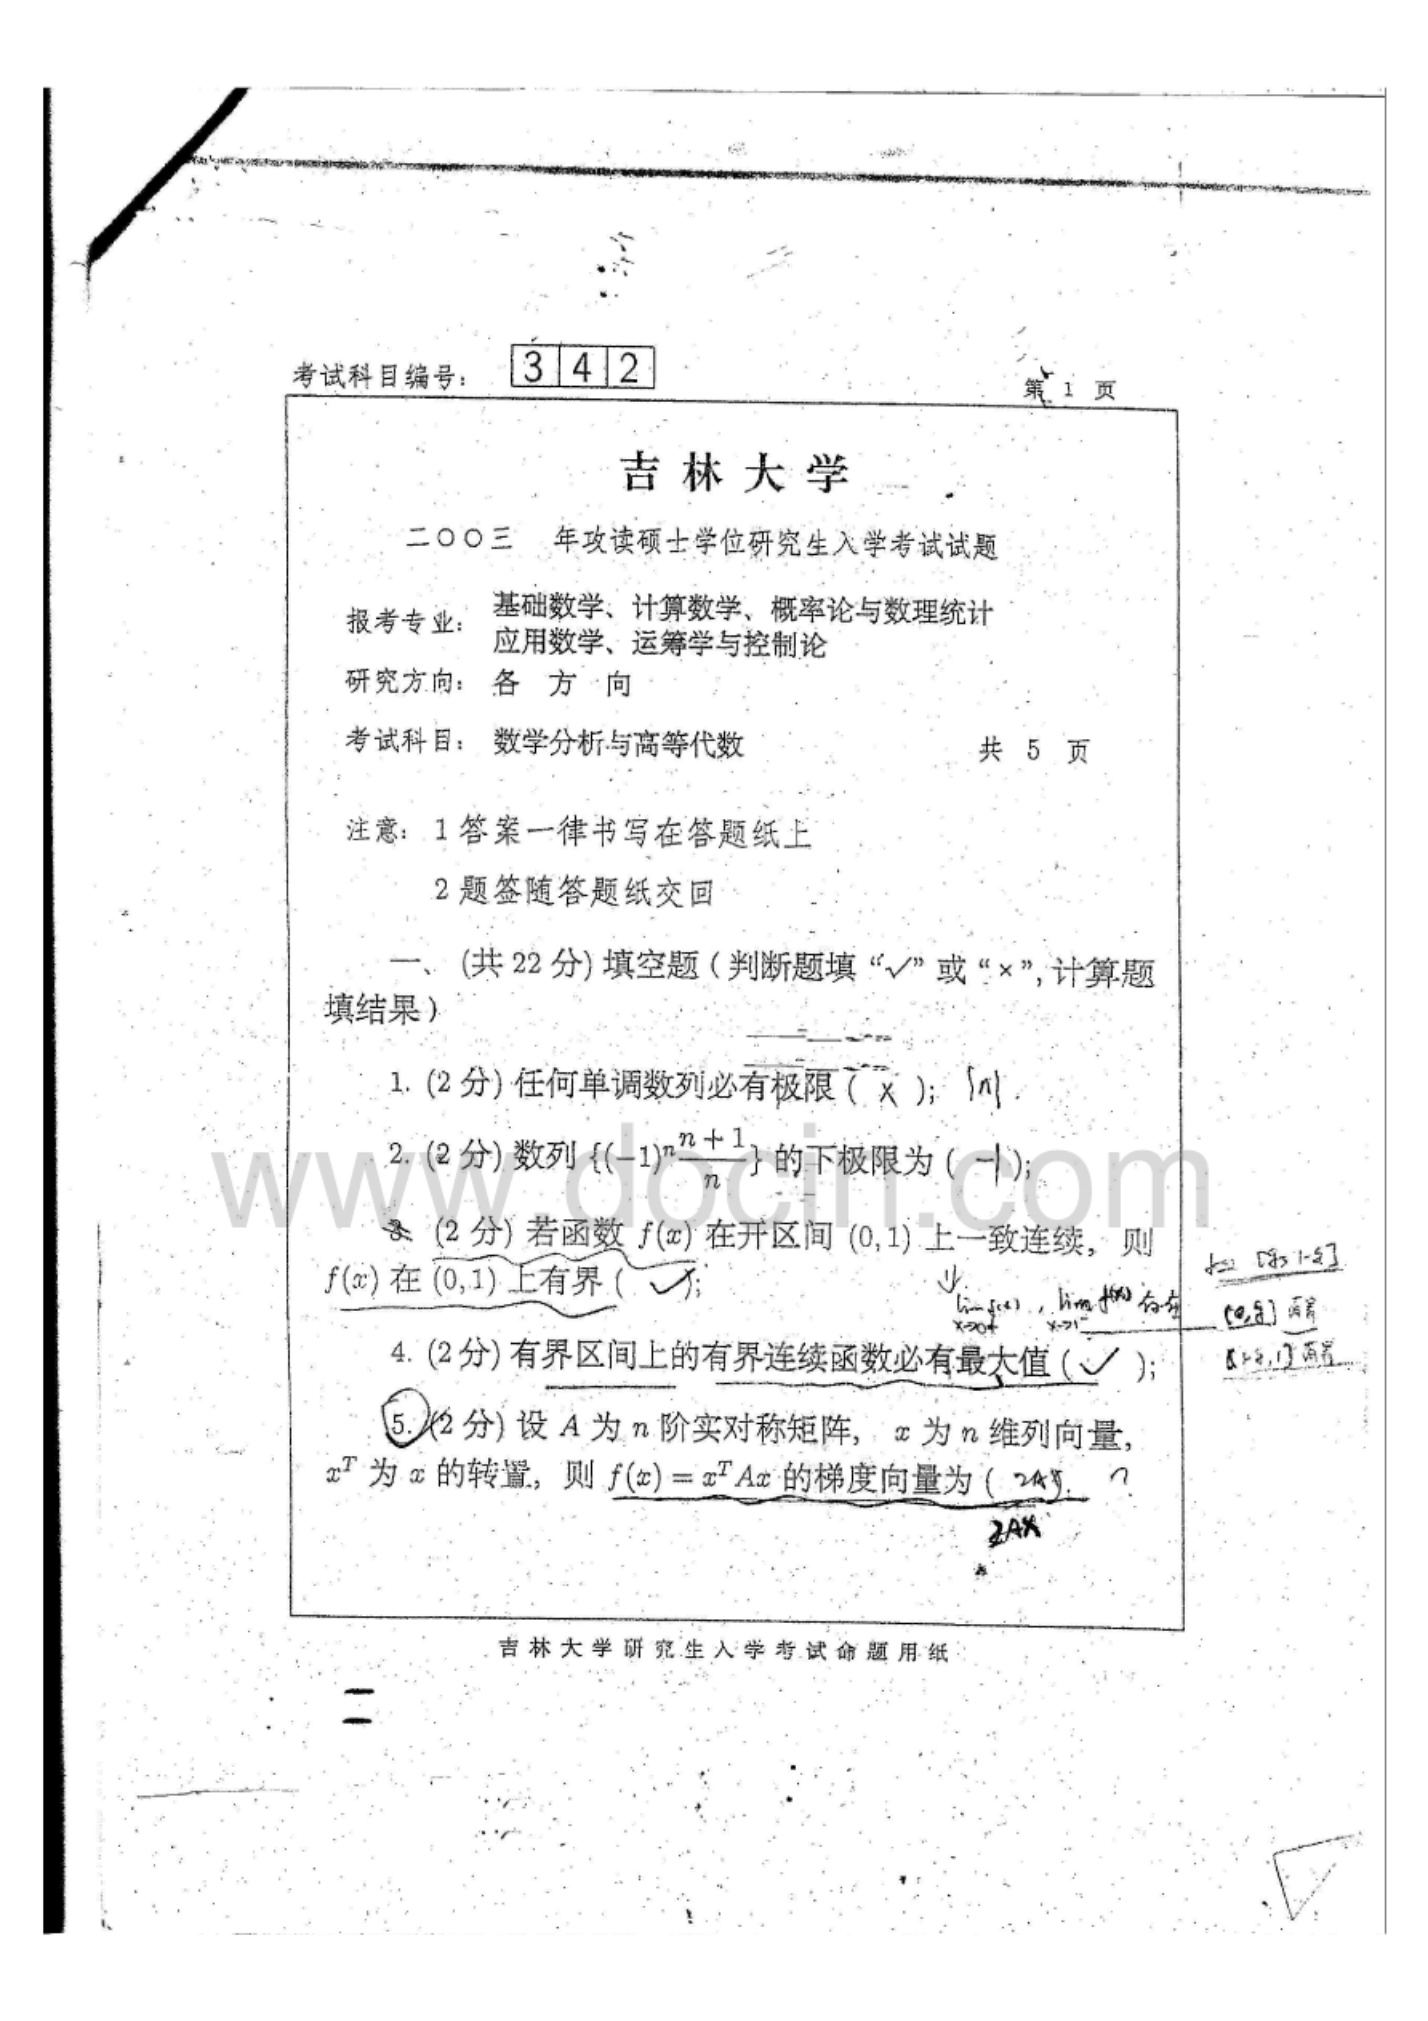 考试科目编号: 342
第 1 页
吉林大学
二〇〇三 年攻读硕士学位研究生入学考试试题
报考专业: 基础数学、计算数学、概率论与数理统计
应用数学、运筹学与控制论
研究方向: 各 方 向
考试科目: 数学分析与高等代数 共 5 页
注意: 1 答案一律书写在答题纸上
2 题签随答题纸交回
一、(共 22 分) 填空题 ( 判断题填 “√” 或 “×”, 计算题
填结果)
1. (2 分) 任何单调数列必有极限 ( × ); {n}.
2. (2 分) 数列 {(-1)^n (n+1)/n} 的下极限为 ( -1 );
www.docin.com
3. (2 分) 若函数 f(x) 在开区间 (0,1) 上一致连续, 则
f(x) 在 (0,1) 上有界 ( √ );
lim f(x), lim f(x) 存在
x→0+ x→1-
4. (2 分) 有界区间上的有界连续函数必有最大值 ( √ );
5. (2 分) 设 A 为 n 阶实对称矩阵, x 为 n 维列向量,
x^T 为 x 的转置, 则 f(x) = x^T Ax 的梯度向量为 ( 2Ax ). ?
2AX
吉林大学研究生入学考试命题用纸